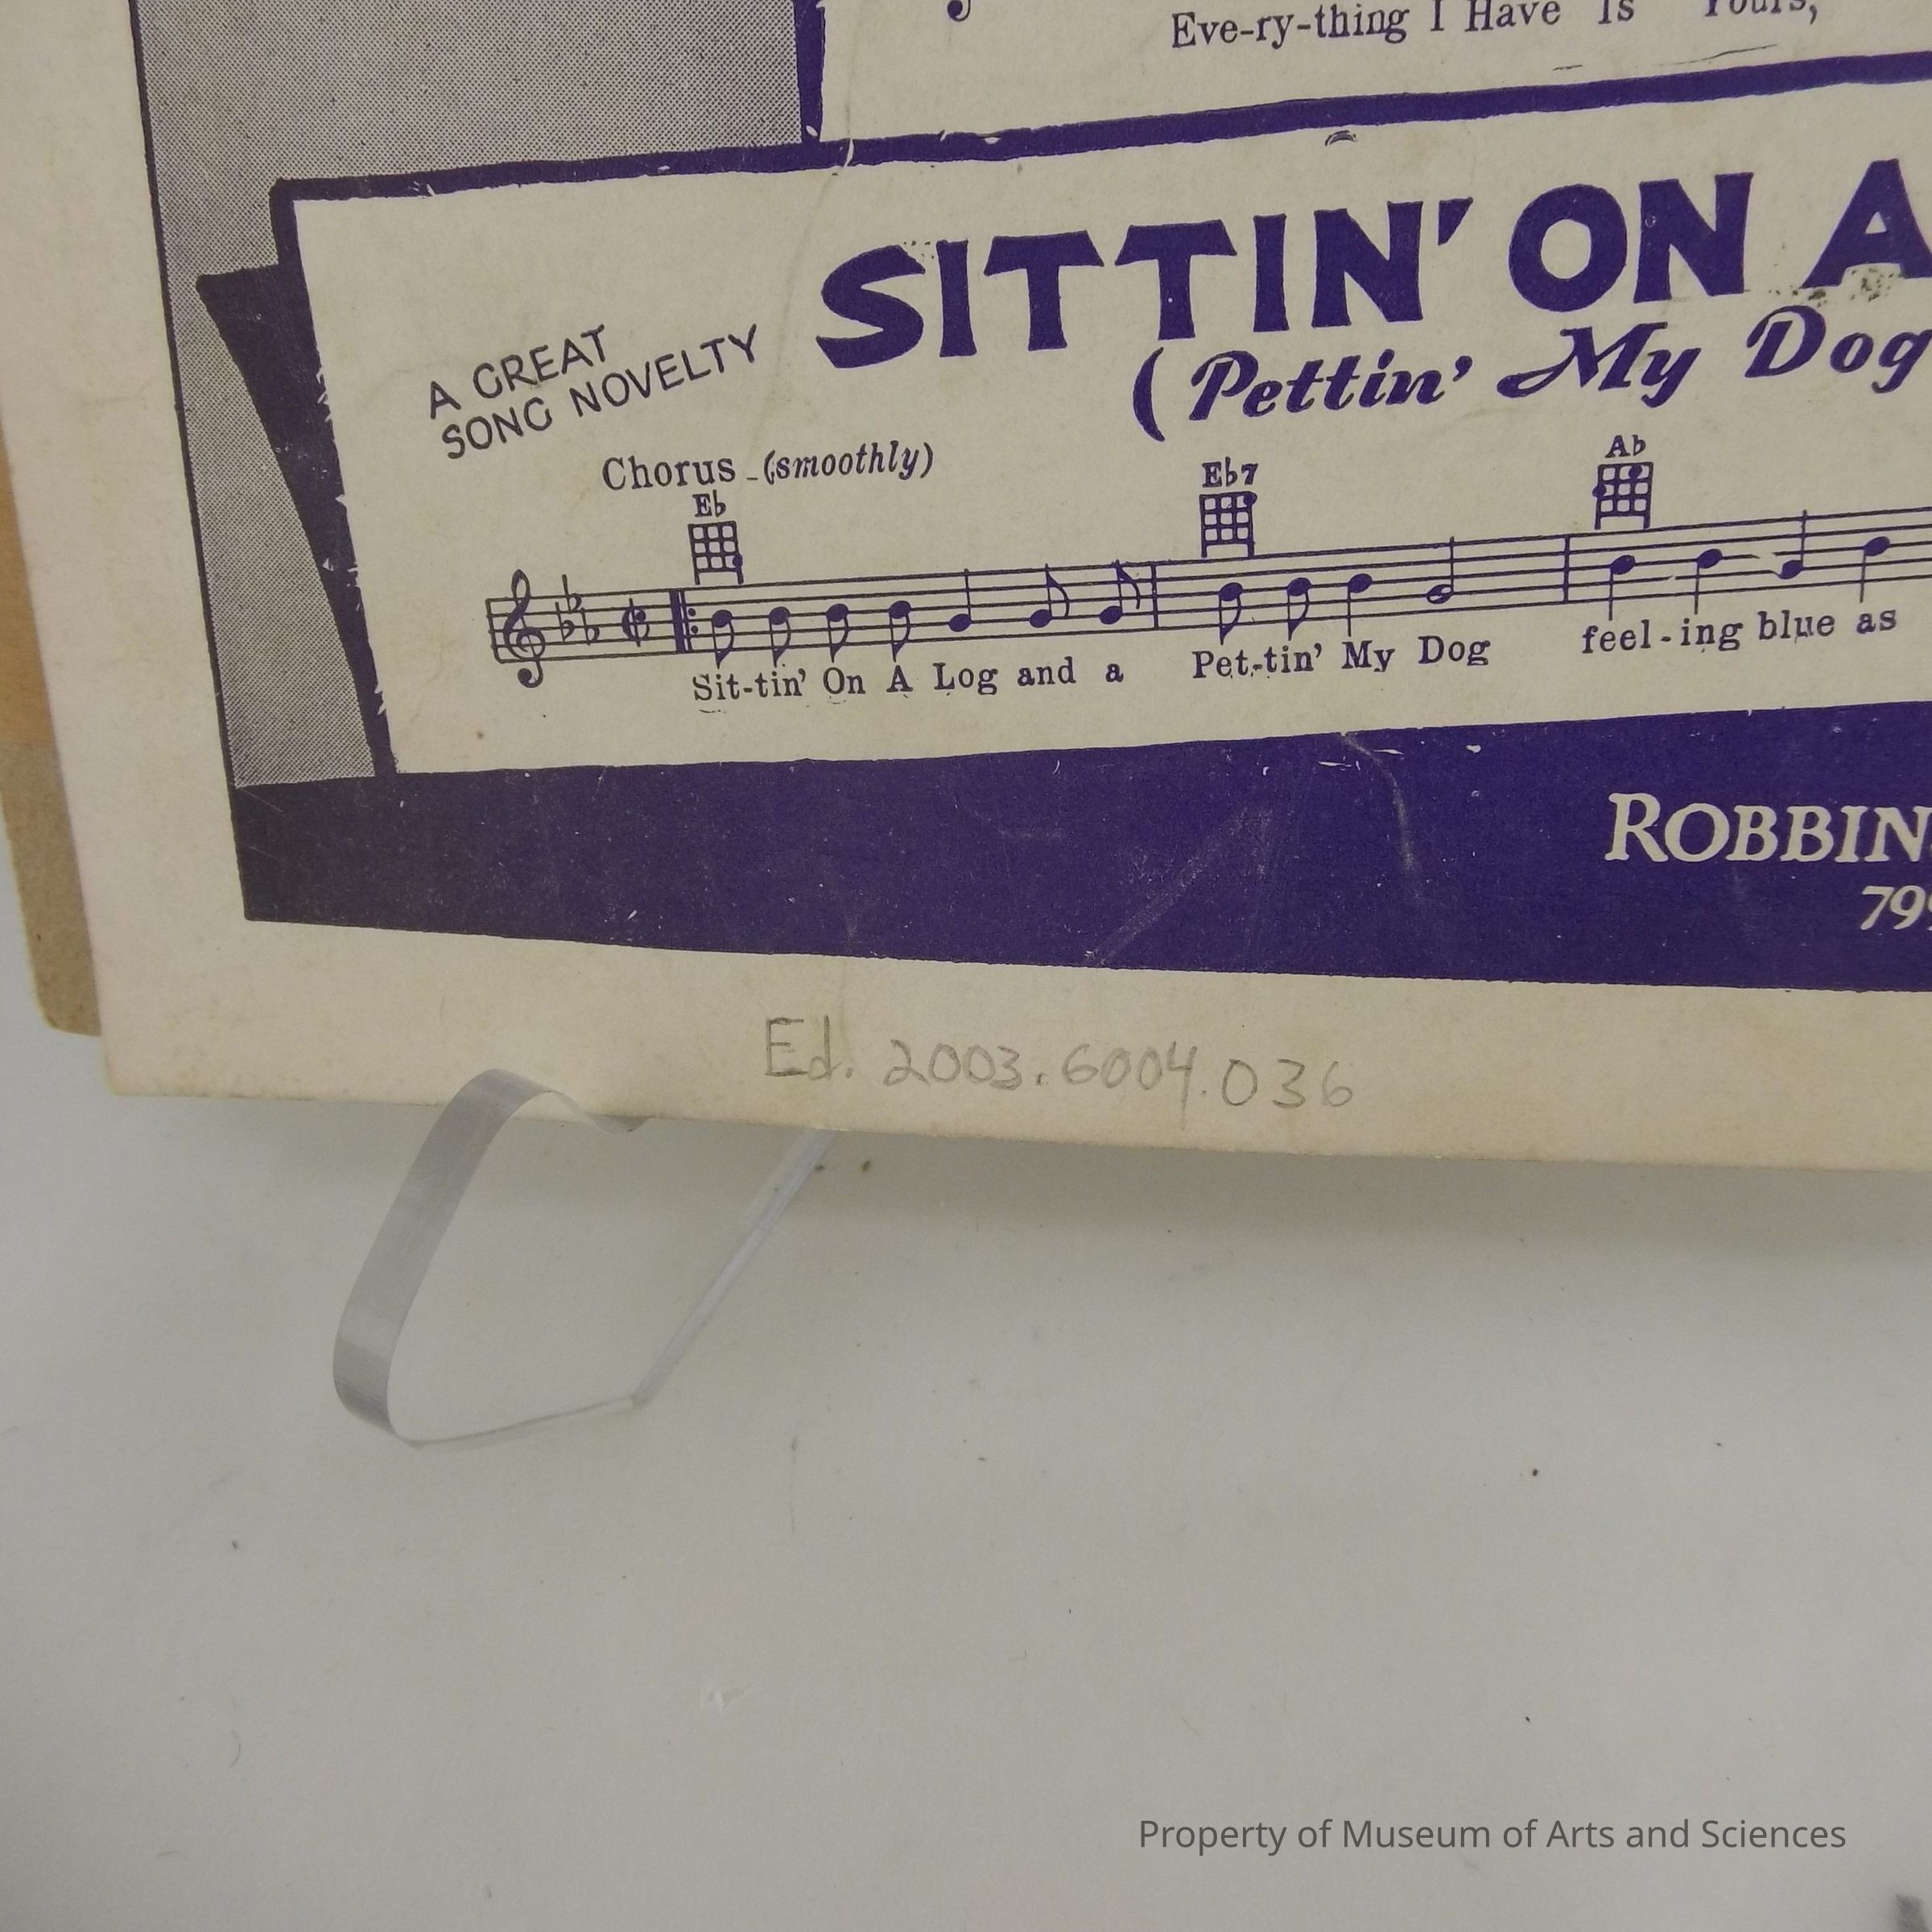 Eve-ry-thing I Have Is Yours,
SITTIN' ON A
(Pettin' My Dog
A GREAT
SONG NOVELTY
Chorus - (smoothly)
Eb Eb7 Ab
Sit-tin' On A Log and a Pet-tin' My Dog feel-ing blue as
ROBBIN
799
Ed. 2003.6004.036
Property of Museum of Arts and Sciences